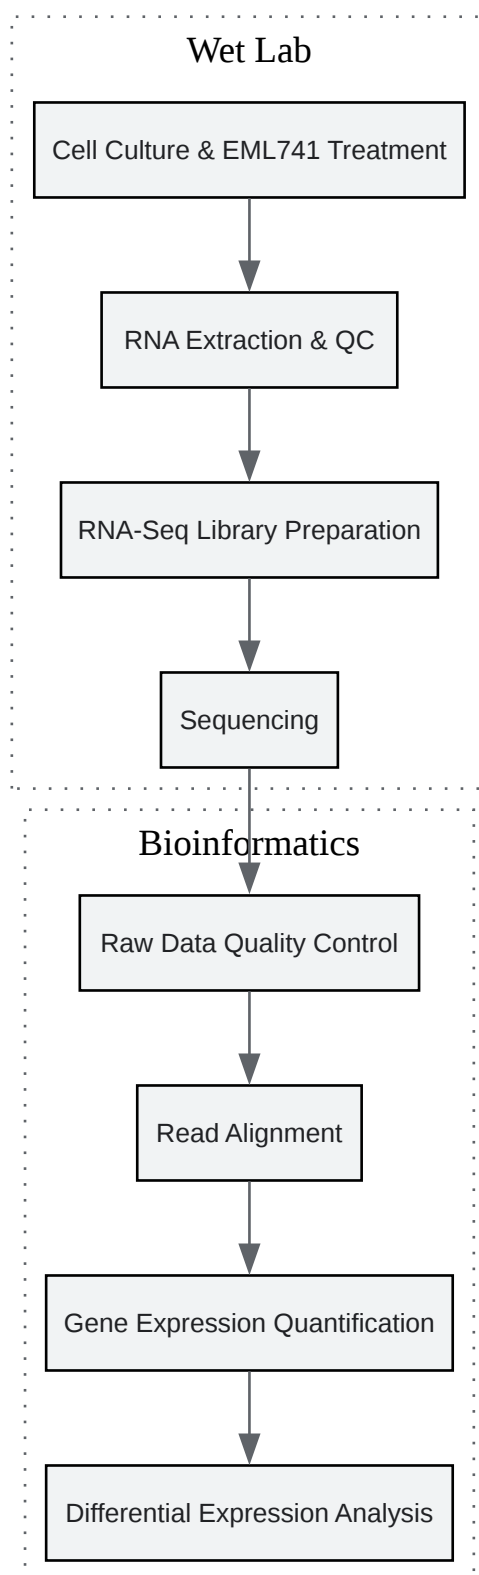 Wet Lab
Cell Culture & EML741 Treatment
RNA Extraction & QC
RNA-Seq Library Preparation
Sequencing
Bioinformatics
Raw Data Quality Control
Read Alignment
Gene Expression Quantification
Differential Expression Analysis